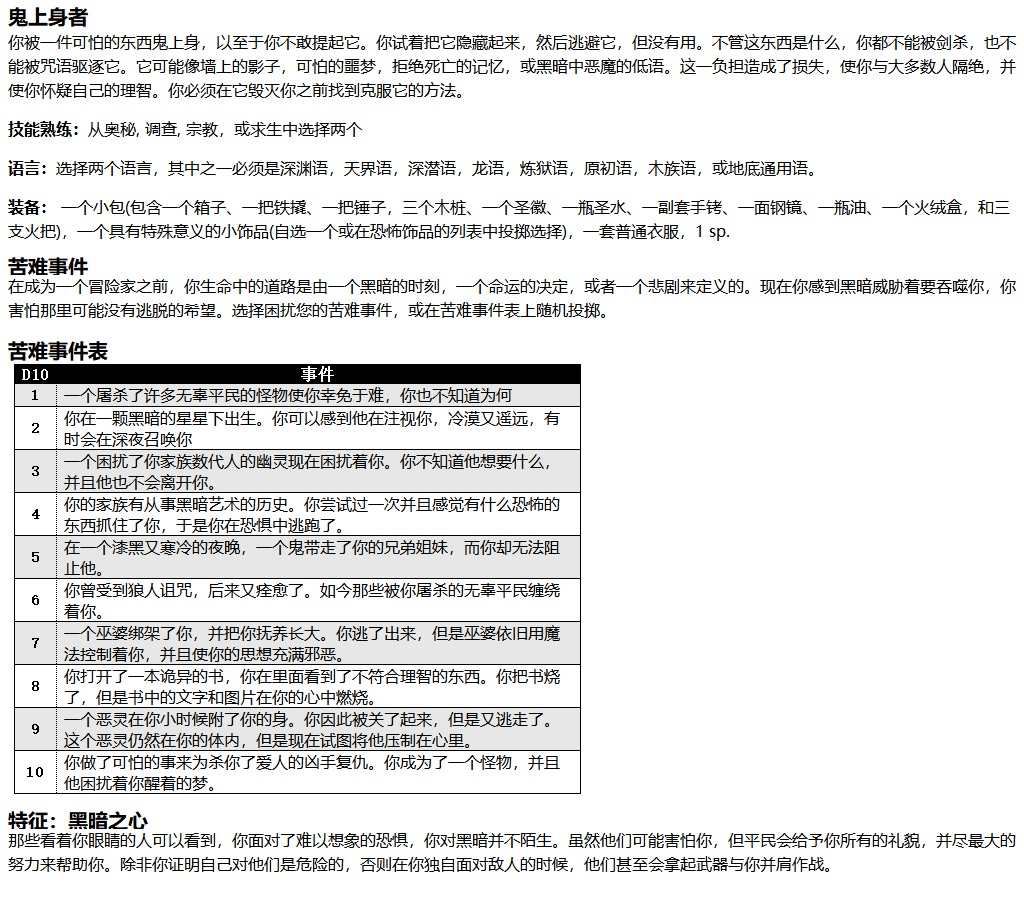 鬼上身者
你被一件可怕的东西鬼上身，以至于你不敢提起它。你试着把它隐藏起来，然后逃避它，但没有用。不管这东西是什么，你都不能被剑杀，也不
能被咒语驱逐它。它可能像墙上的影子，可怕的噩梦，拒绝死亡的记忆，或黑暗中恶魔的低语。这一负担造成了损失，使你与大多数人隔绝，并
使你怀疑自己的理智。你必须在它毁灭你之前找到克服它的方法。
技能熟练：从奥秘, 调查, 宗教，或求生中选择两个
语言：选择两个语言，其中之一必须是深渊语，天界语，深潜语，龙语，炼狱语，原初语，木族语，或地底通用语。
装备： 一个小包(包含一个箱子、一把铁撬、一把锤子，三个木桩、一个圣徽、一瓶圣水、一副套手铐、一面钢镜、一瓶油、一个火绒盒，和三
支火把)，一个具有特殊意义的小饰品(自选一个或在恐怖饰品的列表中投掷选择)，一套普通衣服，1 sp.
苦难事件
在成为一个冒险家之前，你生命中的道路是由一个黑暗的时刻，一个命运的决定，或者一个悲剧来定义的。现在你感到黑暗威胁着要吞噬你，你
害怕那里可能没有逃脱的希望。选择困扰您的苦难事件，或在苦难事件表上随机投掷。
苦难事件表
D10 事件
1 一个屠杀了许多无辜平民的怪物使你幸免于难，你也不知道为何
2 你在一颗黑暗的星星下出生。你可以感到他在注视你，冷漠又遥远，有
时会在深夜召唤你
3 一个困扰了你家族数代人的幽灵现在困扰着你。你不知道他想要什么，
并且他也不会离开你。
4 你的家族有从事黑暗艺术的历史。你尝试过一次并且感觉有什么恐怖的
东西抓住了你，于是你在恐惧中逃跑了。
5 在一个漆黑又寒冷的夜晚，一个鬼带走了你的兄弟姐妹，而你却无法阻
止他。
6 你曾受到狼人诅咒，后来又痊愈了。如今那些被你屠杀的无辜平民缠绕
着你。
7 一个巫婆绑架了你，并把你抚养长大。你逃了出来，但是巫婆依旧用魔
法控制着你，并且使你的思想充满邪恶。
8 你打开了一本诡异的书，你在里面看到了不符合理智的东西。你把书烧
了，但是书中的文字和图片在你的心中燃烧。
9 一个恶灵在你小时候附了你的身。你因此被关了起来，但是又逃走了。
这个恶灵仍然在你的体内，但是现在试图将他压制在心里。
10 你做了可怕的事来为杀你了爱人的凶手复仇。你成为了一个怪物，并且
他困扰着你醒着的梦。
特征：黑暗之心
那些看着你眼睛的人可以看到，你面对了难以想象的恐惧，你对黑暗并不陌生。虽然他们可能害怕你，但平民会给予你所有的礼貌，并尽最大的
努力来帮助你。除非你证明自己对他们是危险的，否则在你独自面对敌人的时候，他们甚至会拿起武器与你并肩作战。